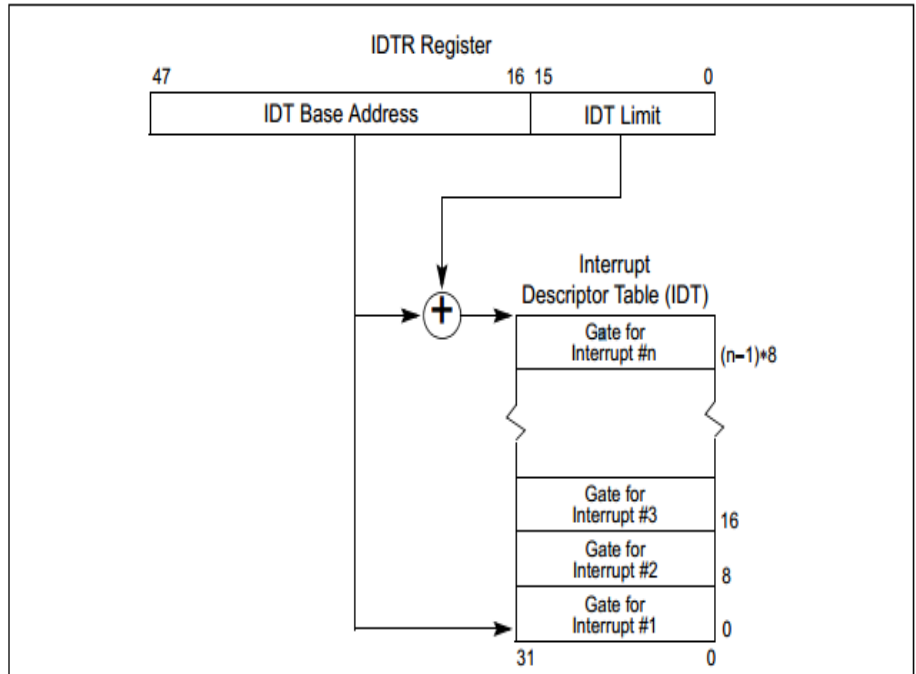 IDTR Register
47 16 15 0
IDT Base Address IDT Limit
+
Interrupt
Descriptor Table (IDT)
Gate for
Interrupt #n
(n–1)∗8
Gate for
Interrupt #3
16
Gate for
Interrupt #2
8
Gate for
Interrupt #1
0
31 0